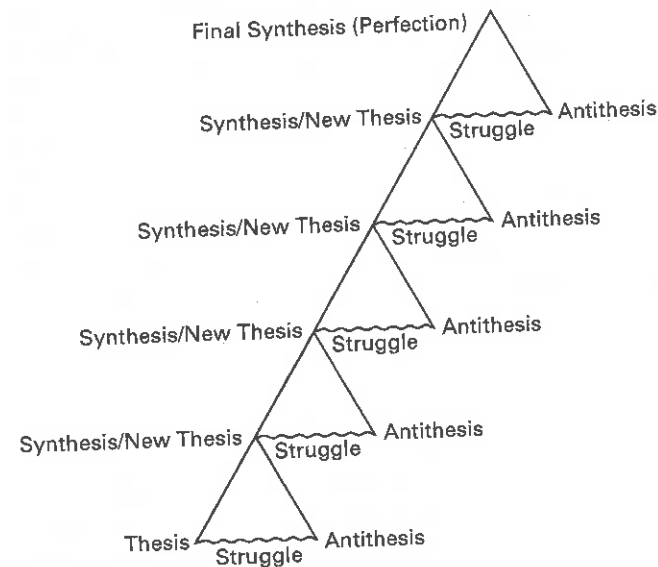 Final Synthesis (Perfection)
Synthesis/New Thesis
Struggle
Antithesis
Synthesis/New Thesis
Struggle
Antithesis
Synthesis/New Thesis
Struggle
Antithesis
Synthesis/New Thesis
Struggle
Antithesis
Thesis
Struggle
Antithesis